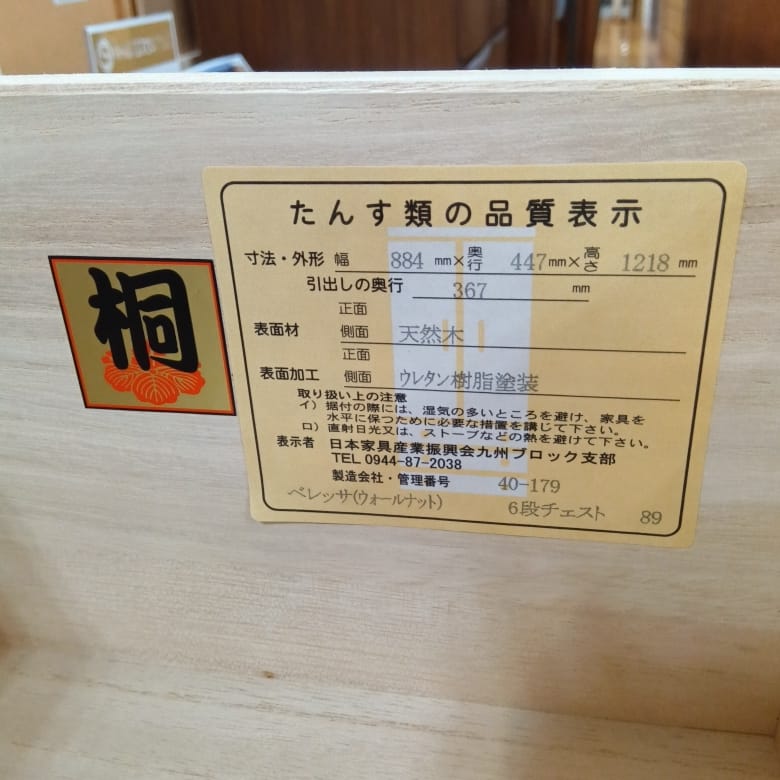 桐
たんす類の品質表示
寸法・外形 幅 884 mm× 奥行 447mm× 高さ 1218 mm
引出しの奥行 367 mm
正面
表面材 側面 天然木
正面
表面加工 側面 ウレタン樹脂塗装
取り扱い上の注意
イ）据付の際には、湿気の多いところを避け、家具を
水平に保つために必要な措置を講じて下さい。
ロ）直射日光又は、ストーブなどの熱を避けて下さい。
表示者 日本家具産業振興会九州ブロック支部
TEL 0944-87-2038
製造会社・管理番号 40-179
ベレッサ(ウォールナット) 6段チェスト 89